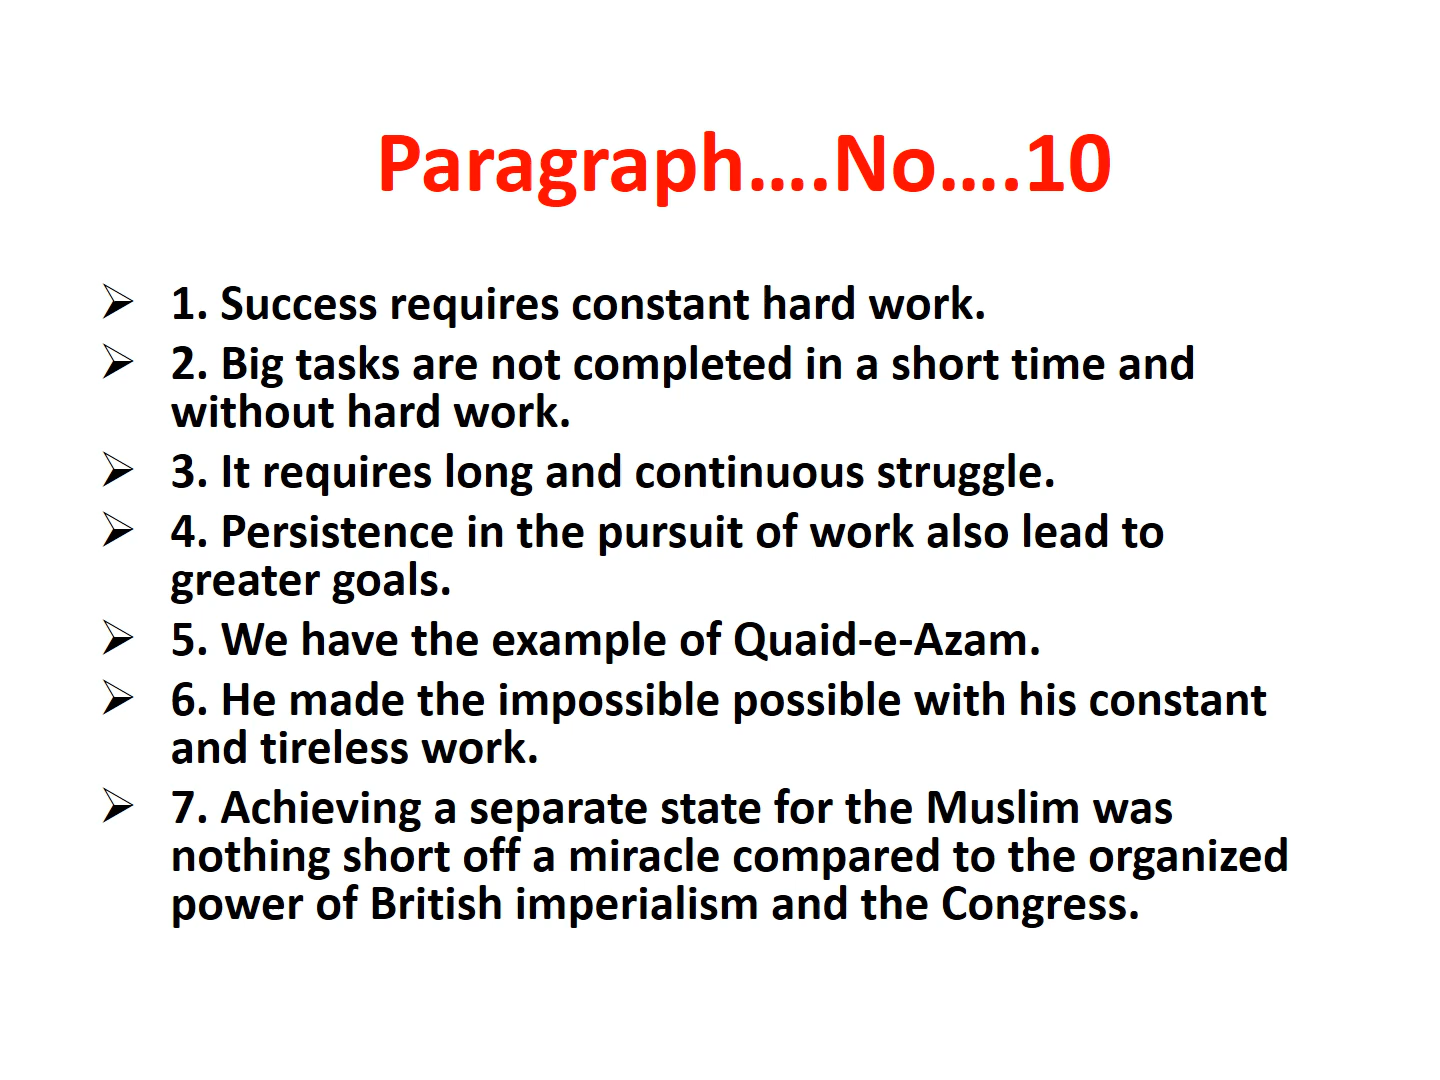 Paragraph….No….10
➢ 1. Success requires constant hard work.
➢ 2. Big tasks are not completed in a short time and
without hard work.
➢ 3. It requires long and continuous struggle.
➢ 4. Persistence in the pursuit of work also lead to
greater goals.
➢ 5. We have the example of Quaid-e-Azam.
➢ 6. He made the impossible possible with his constant
and tireless work.
➢ 7. Achieving a separate state for the Muslim was
nothing short off a miracle compared to the organized
power of British imperialism and the Congress.